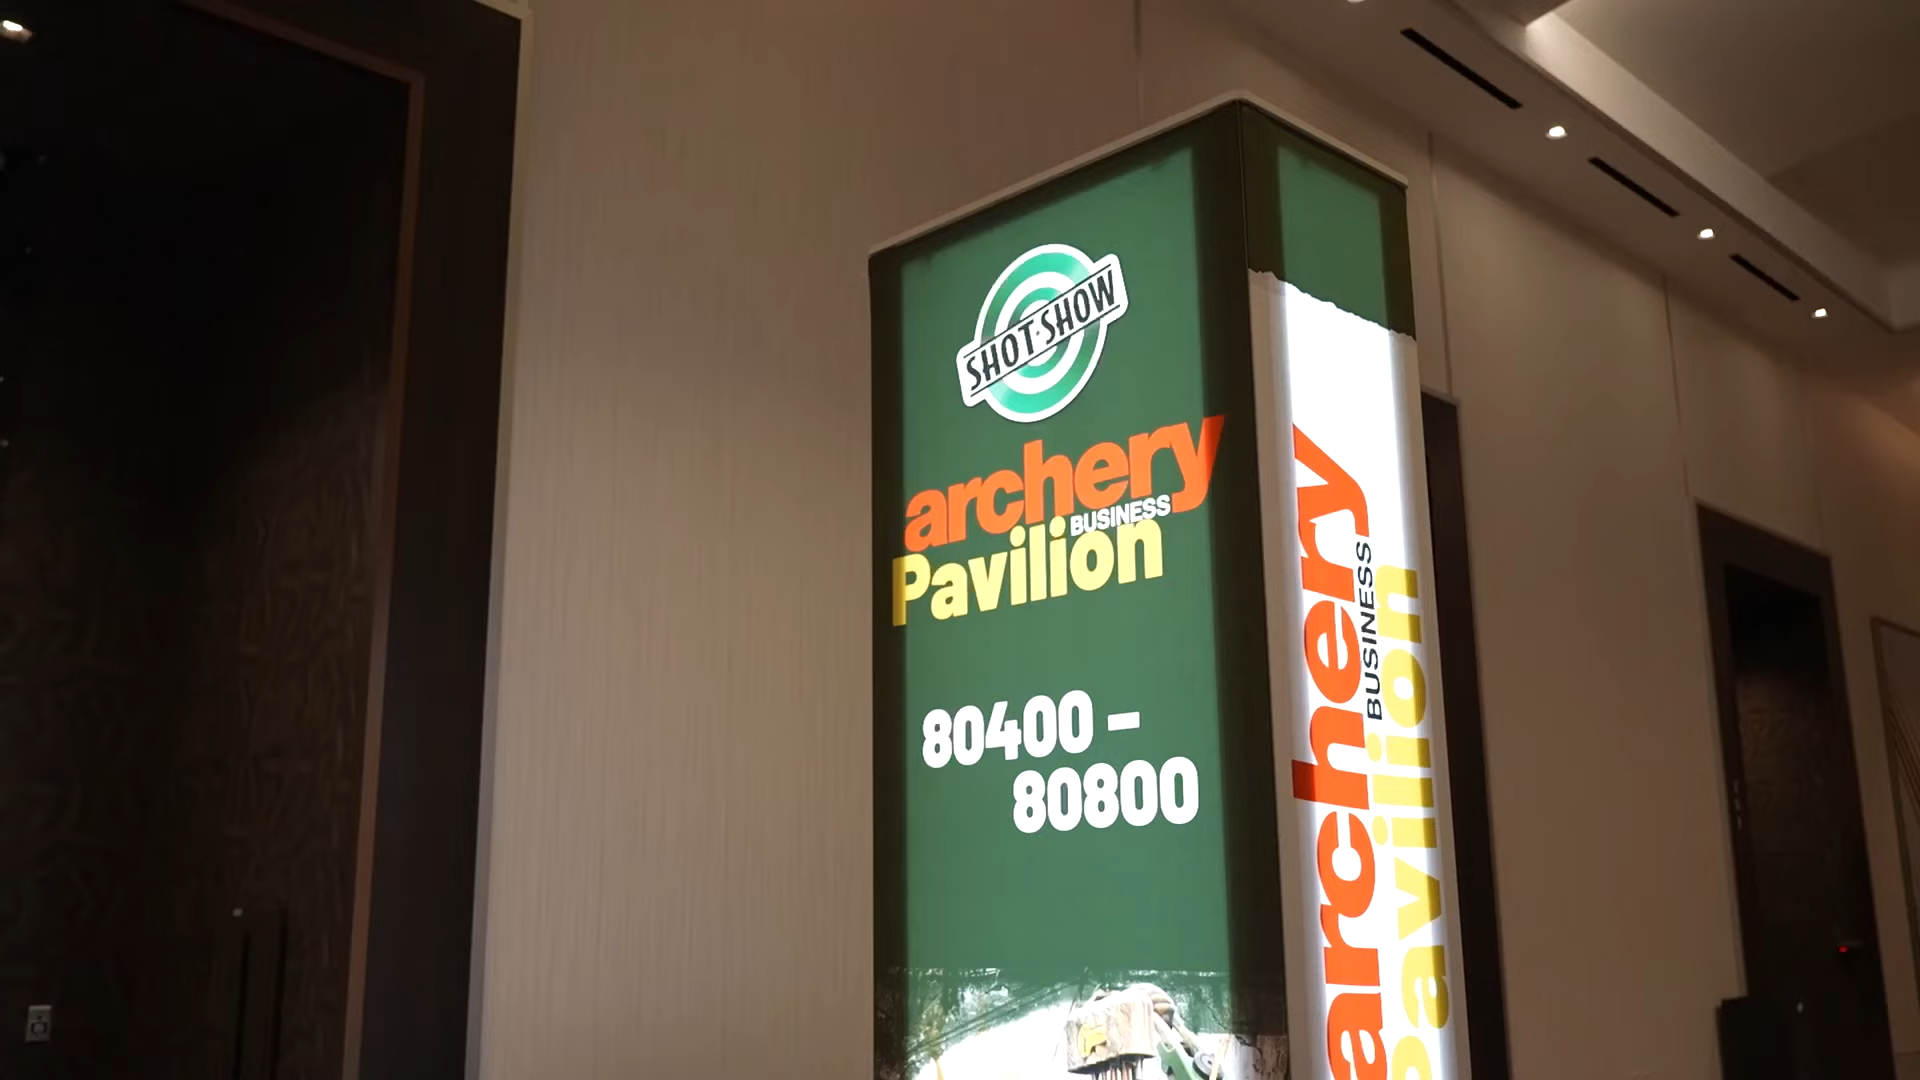 SHOT·SHOW
archery
BUSINESS
Pavilion
80400 –
80800
archery
BUSINESS
Pavilion